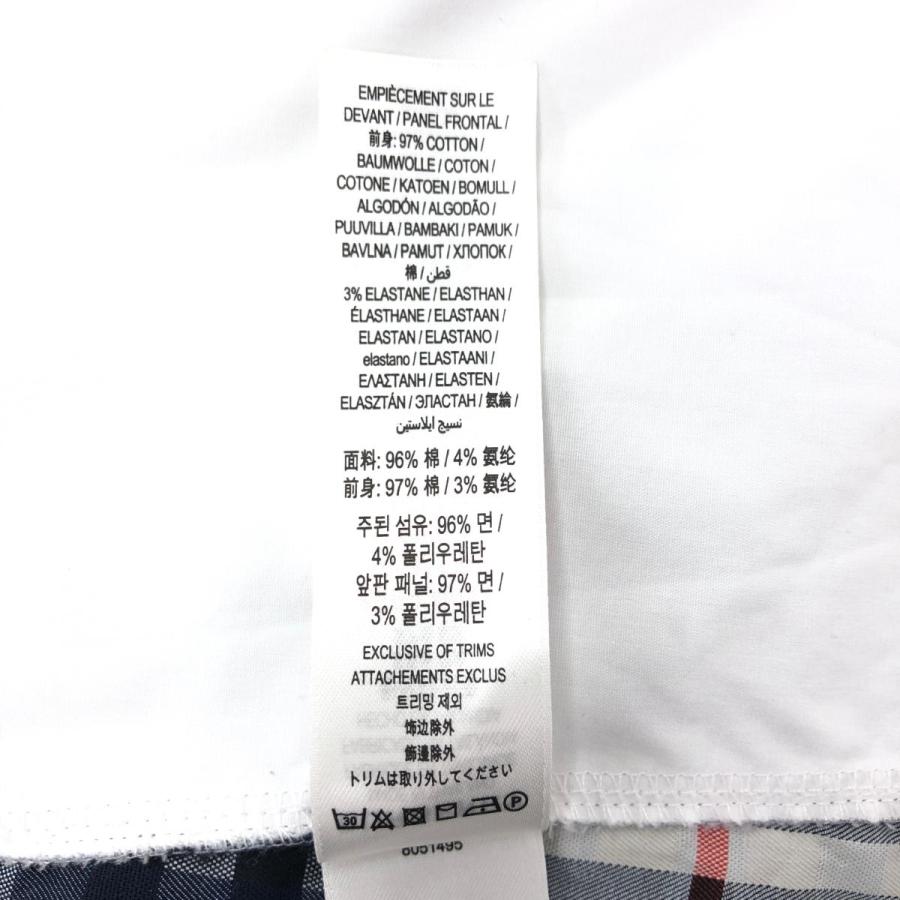 EMPIÈCEMENT SUR LE
DEVANT / PANEL FRONTAL /
前身: 97% COTTON /
BAUMWOLLE / COTON /
COTONE / KATOEN / BOMULL /
ALGODÓN / ALGODÃO /
PUUVILLA / BAMBAKI / PAMUK /
BAVLNA / PAMUT / ХЛОПОК /
棉 / قطن
3% ELASTANE / ELASTHAN /
ÉLASTHANE / ELASTAAN /
ELASTAN / ELASTANO /
elastano / ELASTAANI /
ΕΛΑΣΤΑΝΗ / ELASTEN /
ELASZTÁN / ЭЛАСТАН / 氨綸 /
نسيج ايلاستين
面料: 96% 棉 / 4% 氨纶
前身: 97% 棉 / 3% 氨纶
주된 섬유: 96% 면 /
4% 폴리우레탄
앞판 패널: 97% 면 /
3% 폴리우레탄
EXCLUSIVE OF TRIMS
ATTACHEMENTS EXCLUS
트리밍 제외
饰边除外
飾邊除外
トリムは取り外してください
30 P
8051495